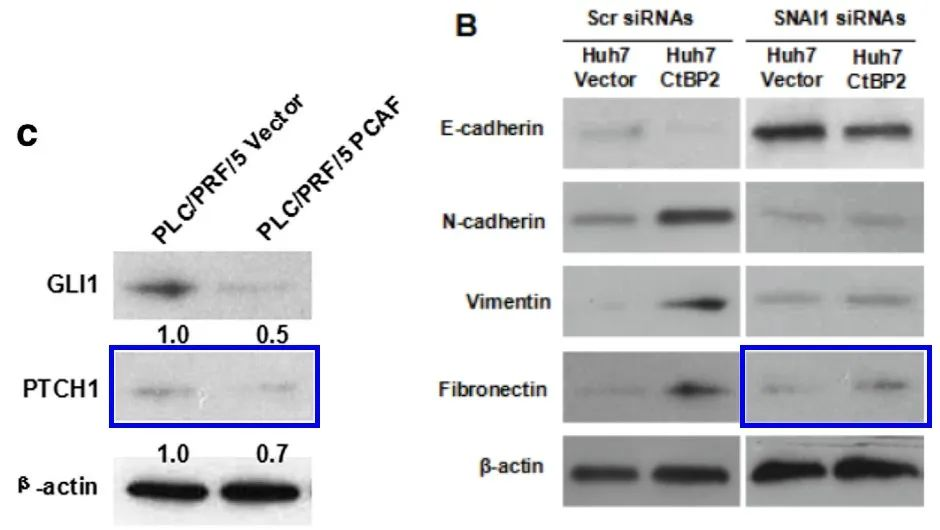 C
PLC/PRF/5 Vector
PLC/PRF/5 PCAF
GLI1
1.0 0.5
PTCH1
1.0 0.7
β-actin
B
Scr siRNAs SNAI1 siRNAs
Huh7 Huh7 Huh7 Huh7
Vector CtBP2 Vector CtBP2
E-cadherin
N-cadherin
Vimentin
Fibronectin
β-actin